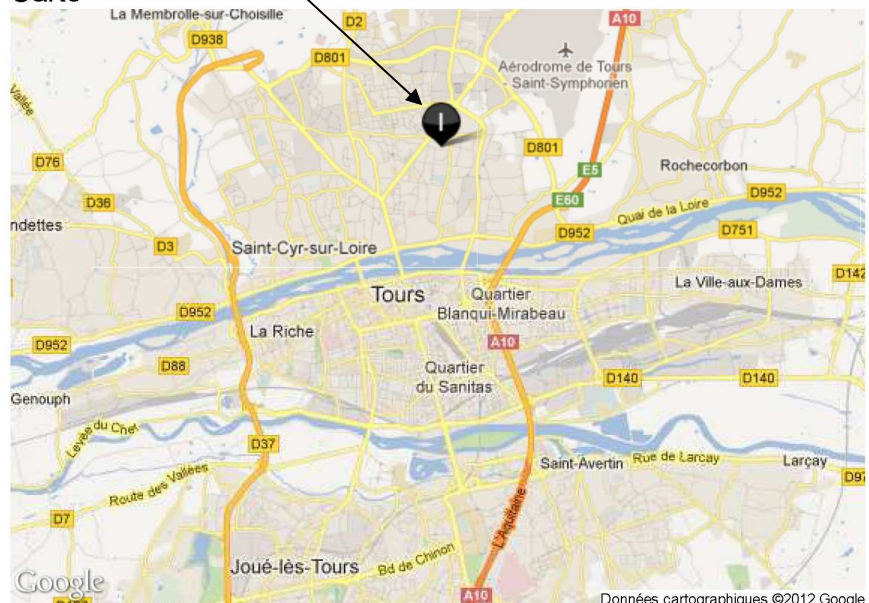 Carte
La Membrolle-sur-Choisille
D2
A10
D938
D801
Aérodrome de Tours
Saint-Symphorien
Vallée
D801
D76
E5
Rochecorbon
E60
D952
D36
Quai de la Loire
ndettes
D952
D751
D3
Saint-Cyr-sur-Loire
D142
La Ville-aux-Dames
Tours
Quartier
Blanqui-Mirabeau
D952
La Riche
A10
D952
D88
Quartier
du Sanitas
D140
D140
Genouph
Levée du Chef
D37
Saint-Avertin
Rue de Larçay
Larçay
D97
Route des Vallées
D7
L'Aquitaine
Joué-lès-Tours
Bd de Chinon
Google
A10
Données cartographiques ©2012 Google